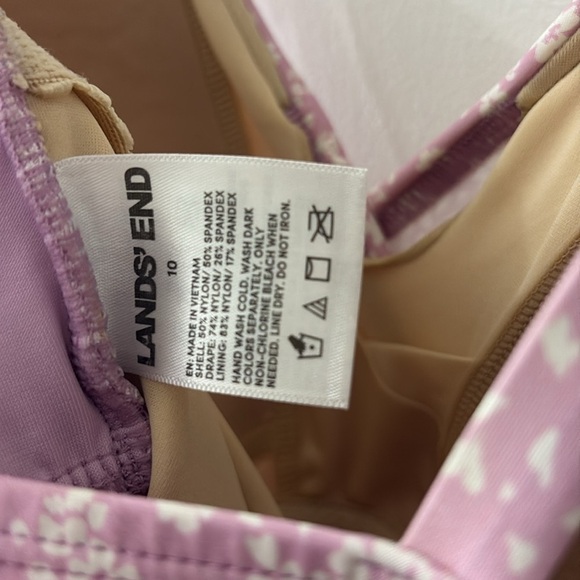 LANDS' END
10
EN: MADE IN VIETNAM
SHELL: 50% NYLON/ 50% SPANDEX
DRAPE: 74% NYLON/ 26% SPANDEX
LINING: 83% NYLON/ 17% SPANDEX
HAND WASH COLD. WASH DARK
COLORS SEPARATELY. ONLY
NON-CHLORINE BLEACH WHEN
NEEDED. LINE DRY. DO NOT IRON.